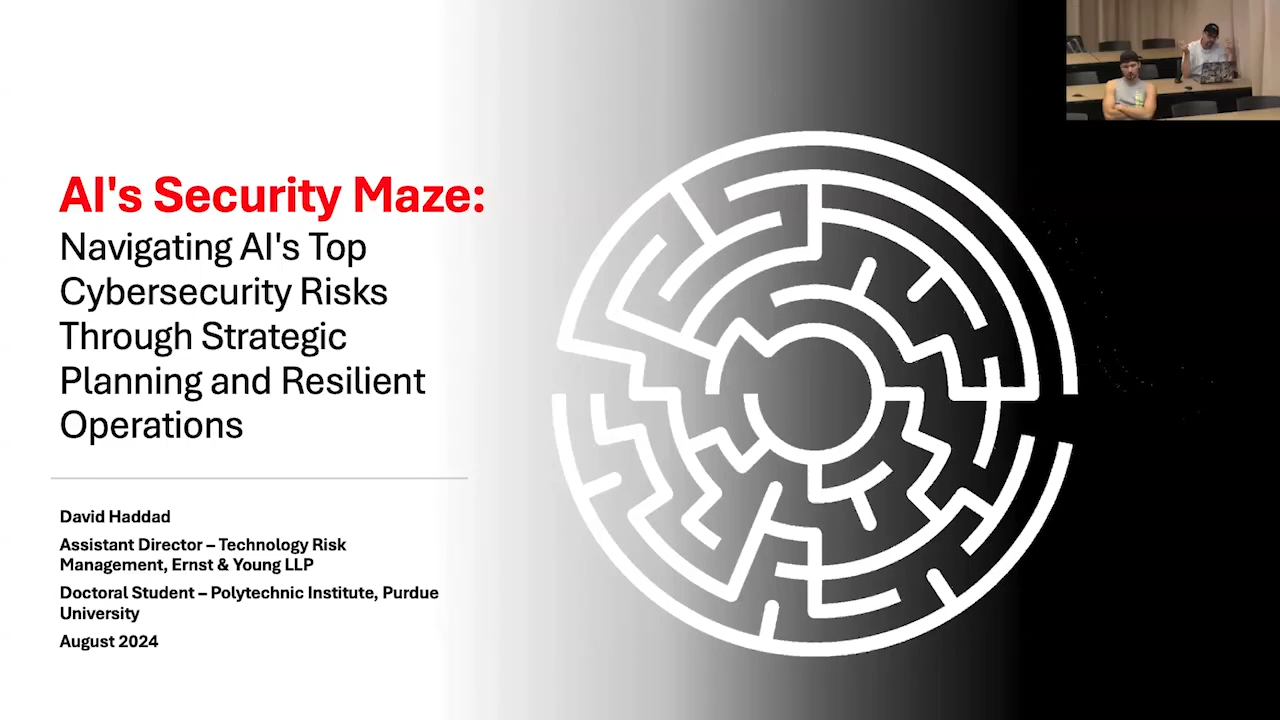 AI's Security Maze:
Navigating AI's Top
Cybersecurity Risks
Through Strategic
Planning and Resilient
Operations
David Haddad
Assistant Director – Technology Risk
Management, Ernst & Young LLP
Doctoral Student – Polytechnic Institute, Purdue
University
August 2024